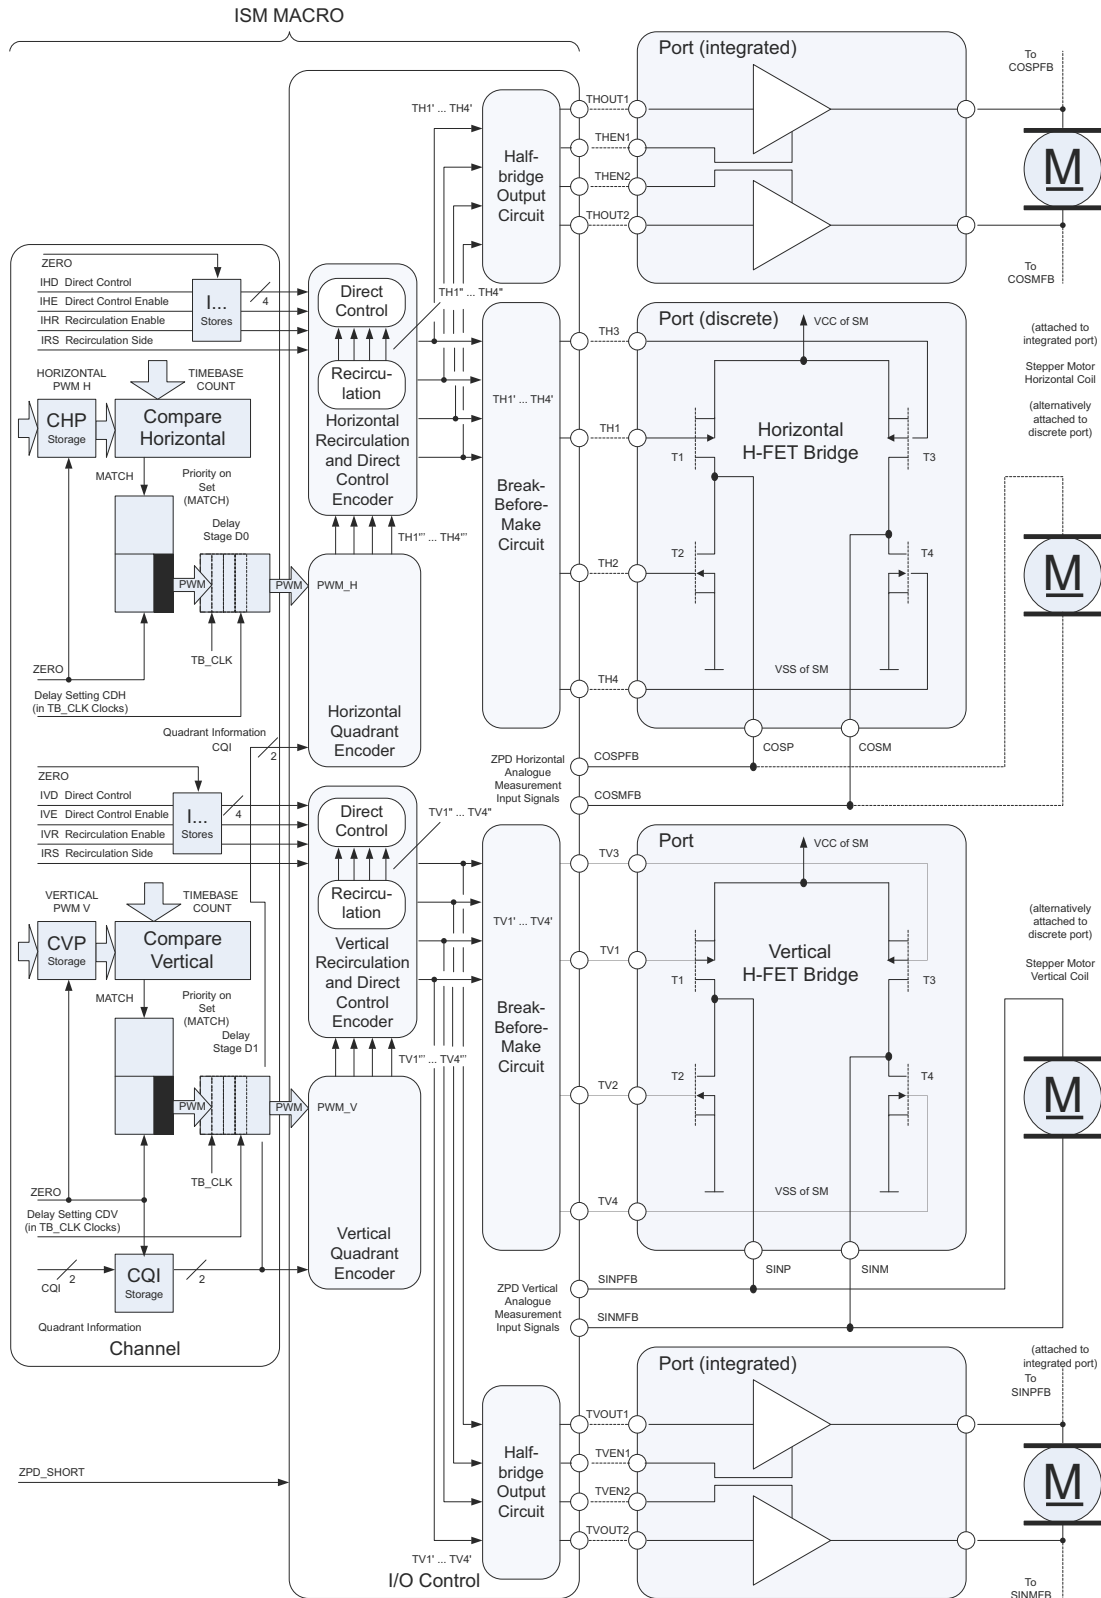 ISM MACRO
Port (integrated)
To
COSPFB
TH1' ... TH4'
THOUT1
THEN1
THEN2
THOUT2
Half-
bridge
Output
Circuit
M
To
COSMFB
ZERO
IHD Direct Control
IHE Direct Control Enable
IHR Recirculation Enable
IRS Recirculation Side
I...
Stores
4
Direct
Control
TH1" ... TH4"
Recircu-
lation
Horizontal
Recirculation
and Direct
Control
Encoder
HORIZONTAL
PWM H
TIMEBASE
COUNT
CHP
Storage
Compare
Horizontal
MATCH
Priority on
Set
(MATCH)
Delay
Stage D0
PWM
PWM
PWM_H
TH1"' ... TH4"'
TB_CLK
ZERO
Delay Setting CDH
(in TB_CLK Clocks)
Quadrant Information
CQI
2
Horizontal
Quadrant
Encoder
TH1' ... TH4'
Break-
Before-
Make
Circuit
TH3
TH1
TH2
TH4
Port (discrete)
VCC of SM
Horizontal
H-FET Bridge
T1
T3
T2
T4
VSS of SM
COSP
COSM
(attached to
integrated port)
Stepper Motor
Horizontal Coil
(alternatively
attached to
discrete port)
M
ZPD Horizontal
Analogue
Measurement
Input Signals
COSPFB
COSMFB
ZERO
IVD Direct Control
IVE Direct Control Enable
IVR Recirculation Enable
IRS Recirculation Side
I...
Stores
4
Direct
Control
TV1" ... TV4"
Recircu-
lation
Vertical
Recirculation
and Direct
Control
Encoder
VERTICAL
PWM V
TIMEBASE
COUNT
CVP
Storage
Compare
Vertical
MATCH
Priority on
Set
(MATCH)
Delay
Stage D1
PWM
PWM
PWM_V
TV1"' ... TV4"'
TB_CLK
ZERO
Delay Setting CDV
(in TB_CLK Clocks)
CQI
2
CQI
Storage
2
Quadrant Information
Channel
Vertical
Quadrant
Encoder
TV1' ... TV4'
Break-
Before-
Make
Circuit
TV3
TV1
TV2
TV4
Port
VCC of SM
Vertical
H-FET Bridge
T1
T3
T2
T4
VSS of SM
SINP
SINM
(alternatively
attached to
discrete port)
Stepper Motor
Vertical Coil
M
ZPD Vertical
Analogue
Measurement
Input Signals
SINPFB
SINMFB
Port (integrated)
(attached to
integrated port)
To
SINPFB
TVOUT1
TVEN1
TVEN2
TVOUT2
Half-
bridge
Output
Circuit
M
ZPD_SHORT
TV1' ... TV4'
I/O Control
To
SINMFB